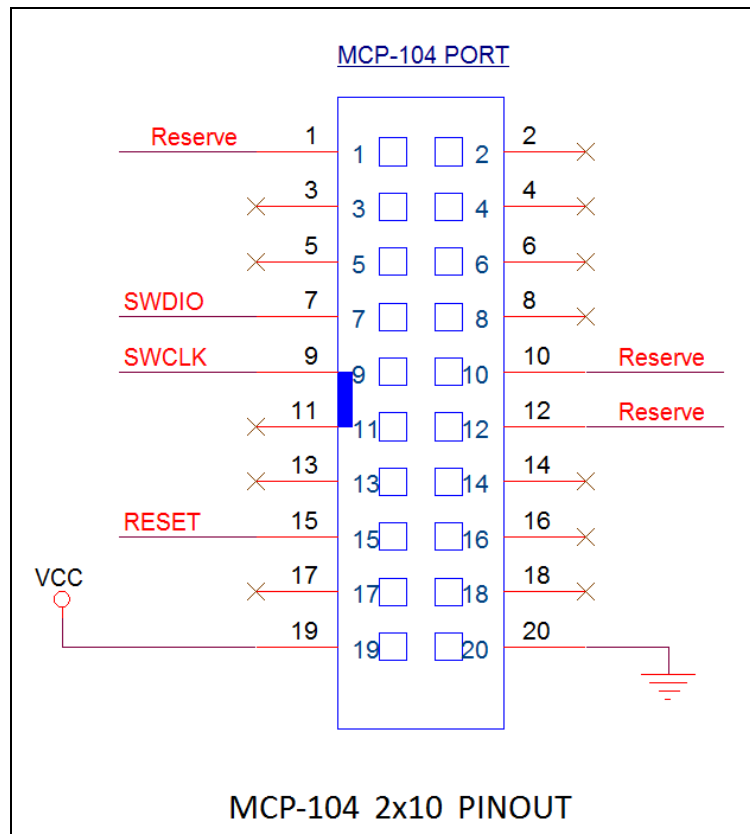 MCP-104 PORT
Reserve 1 1 2 2
3 3 4 4
5 5 6 6
SWDIO 7 7 8 8
SWCLK 9 9 10 10 Reserve
11 11 12 12 Reserve
13 13 14 14
RESET 15 15 16 16
VCC 17 17 18 18
19 19 20 20
MCP-104 2x10 PINOUT